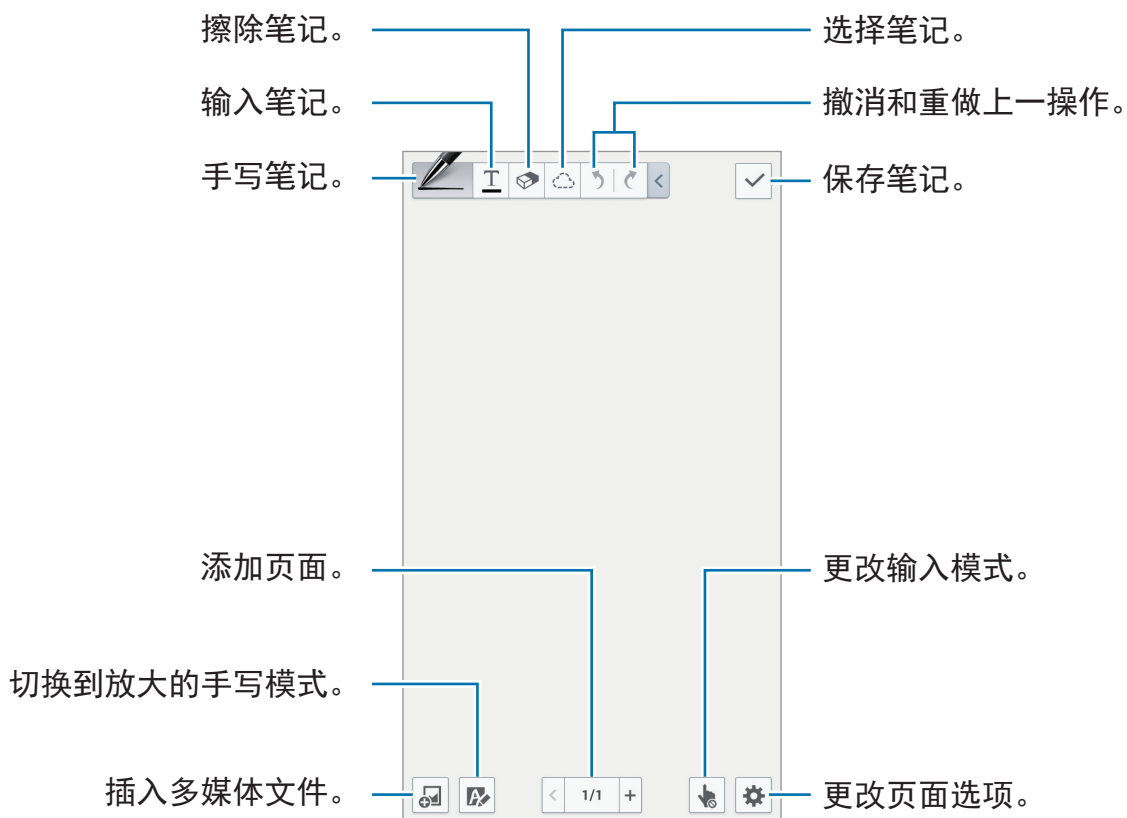 擦除笔记。
选择笔记。
输入笔记。
撤消和重做上一操作。
手写笔记。
T
保存笔记。
添加页面。
更改输入模式。
切换到放大的手写模式。
插入多媒体文件。
A
< 1/1 +
更改页面选项。